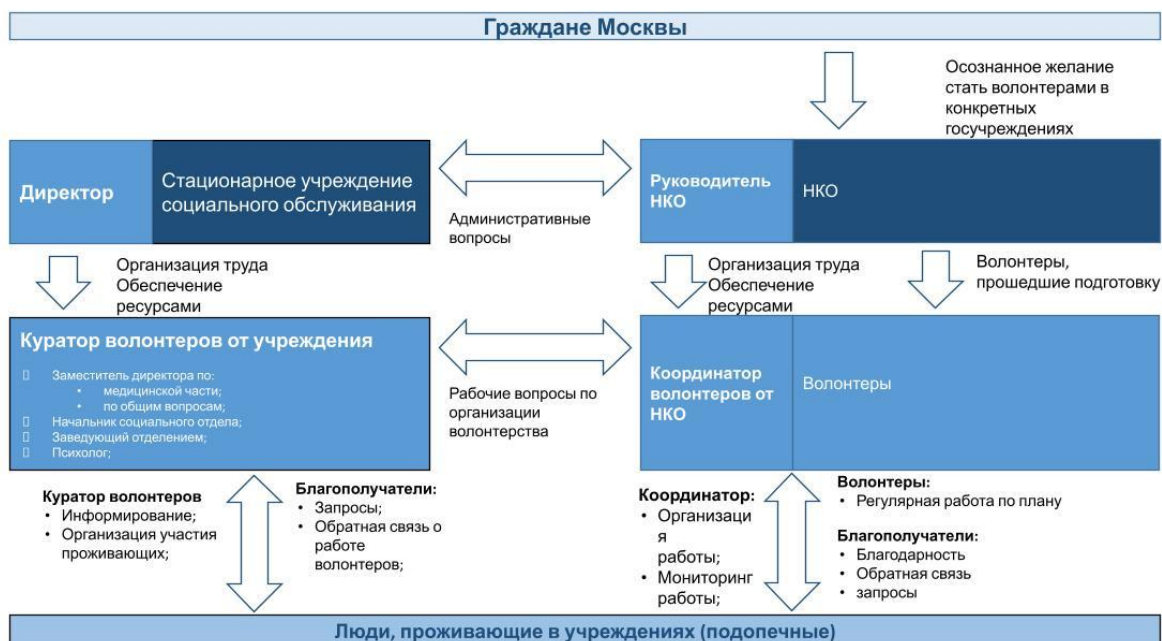 Граждане Москвы
Осознанное желание
стать волонтерами в
конкретных
госучреждениях
Директор
Стационарное учреждение
социального обслуживания
Административные
вопросы
Руководитель
НКО
НКО
Организация труда
Обеспечение
ресурсами
Организация труда
Обеспечение
ресурсами
Волонтеры,
прошедшие подготовку
Куратор волонтеров от учреждения
Заместитель директора по:
• медицинской части;
• по общим вопросам;
Начальник социального отдела;
Заведующий отделением;
Психолог;
Рабочие вопросы по
организации
волонтерства
Координатор
волонтеров от
НКО
Волонтеры
Куратор волонтеров
• Информирование;
• Организация участия
проживающих;
Благополучатели:
• Запросы;
• Обратная связь о
работе
волонтеров;
Координатор:
• Организаци
я
работы;
• Мониторинг
работы;
Волонтеры:
• Регулярная работа по плану
Благополучатели:
• Благодарность
• Обратная связь
• запросы
Люди, проживающие в учреждениях (подопечные)